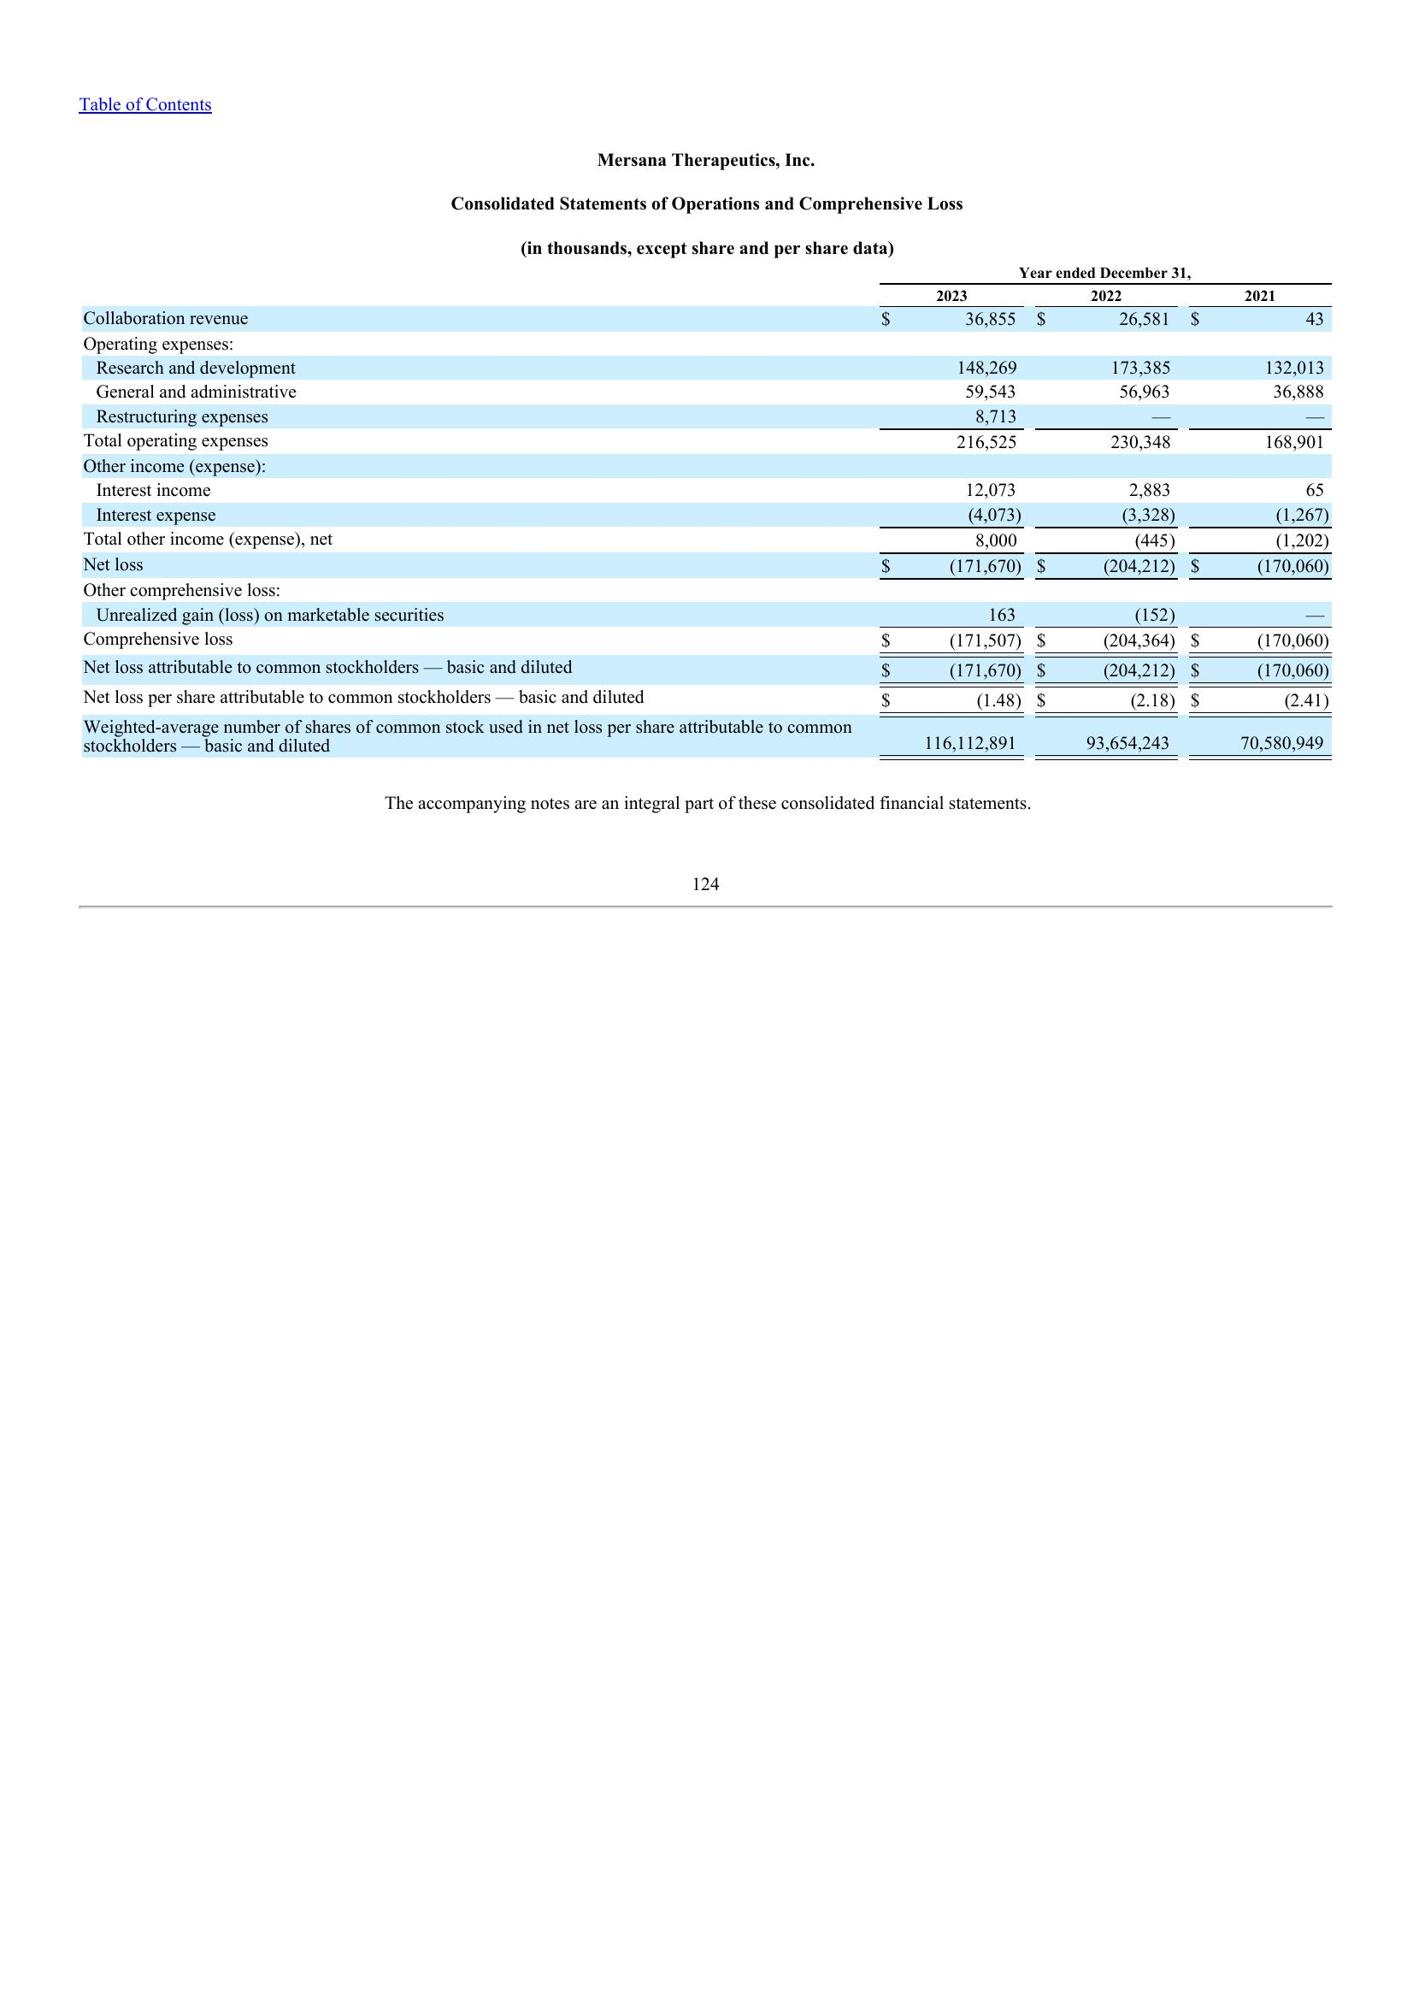 Table of Contents
Mersana Therapeutics, Inc.
Consolidated Statements of Operations and Comprehensive Loss
(in thousands, except share and per share data)
Year ended December 31,
2023 2022 2021
Collaboration revenue $ 36,855 $ 26,581 $ 43
Operating expenses:
Research and development 148,269 173,385 132,013
General and administrative 59,543 56,963 36,888
Restructuring expenses 8,713 — —
Total operating expenses 216,525 230,348 168,901
Other income (expense):
Interest income 12,073 2,883 65
Interest expense (4,073) (3,328) (1,267)
Total other income (expense), net 8,000 (445) (1,202)
Net loss $ (171,670) $ (204,212) $ (170,060)
Other comprehensive loss:
Unrealized gain (loss) on marketable securities 163 (152) —
Comprehensive loss $ (171,507) $ (204,364) $ (170,060)
Net loss attributable to common stockholders — basic and diluted $ (171,670) $ (204,212) $ (170,060)
Net loss per share attributable to common stockholders — basic and diluted $ (1.48) $ (2.18) $ (2.41)
Weighted-average number of shares of common stock used in net loss per share attributable to common
stockholders — basic and diluted 116,112,891 93,654,243 70,580,949
The accompanying notes are an integral part of these consolidated financial statements.
124